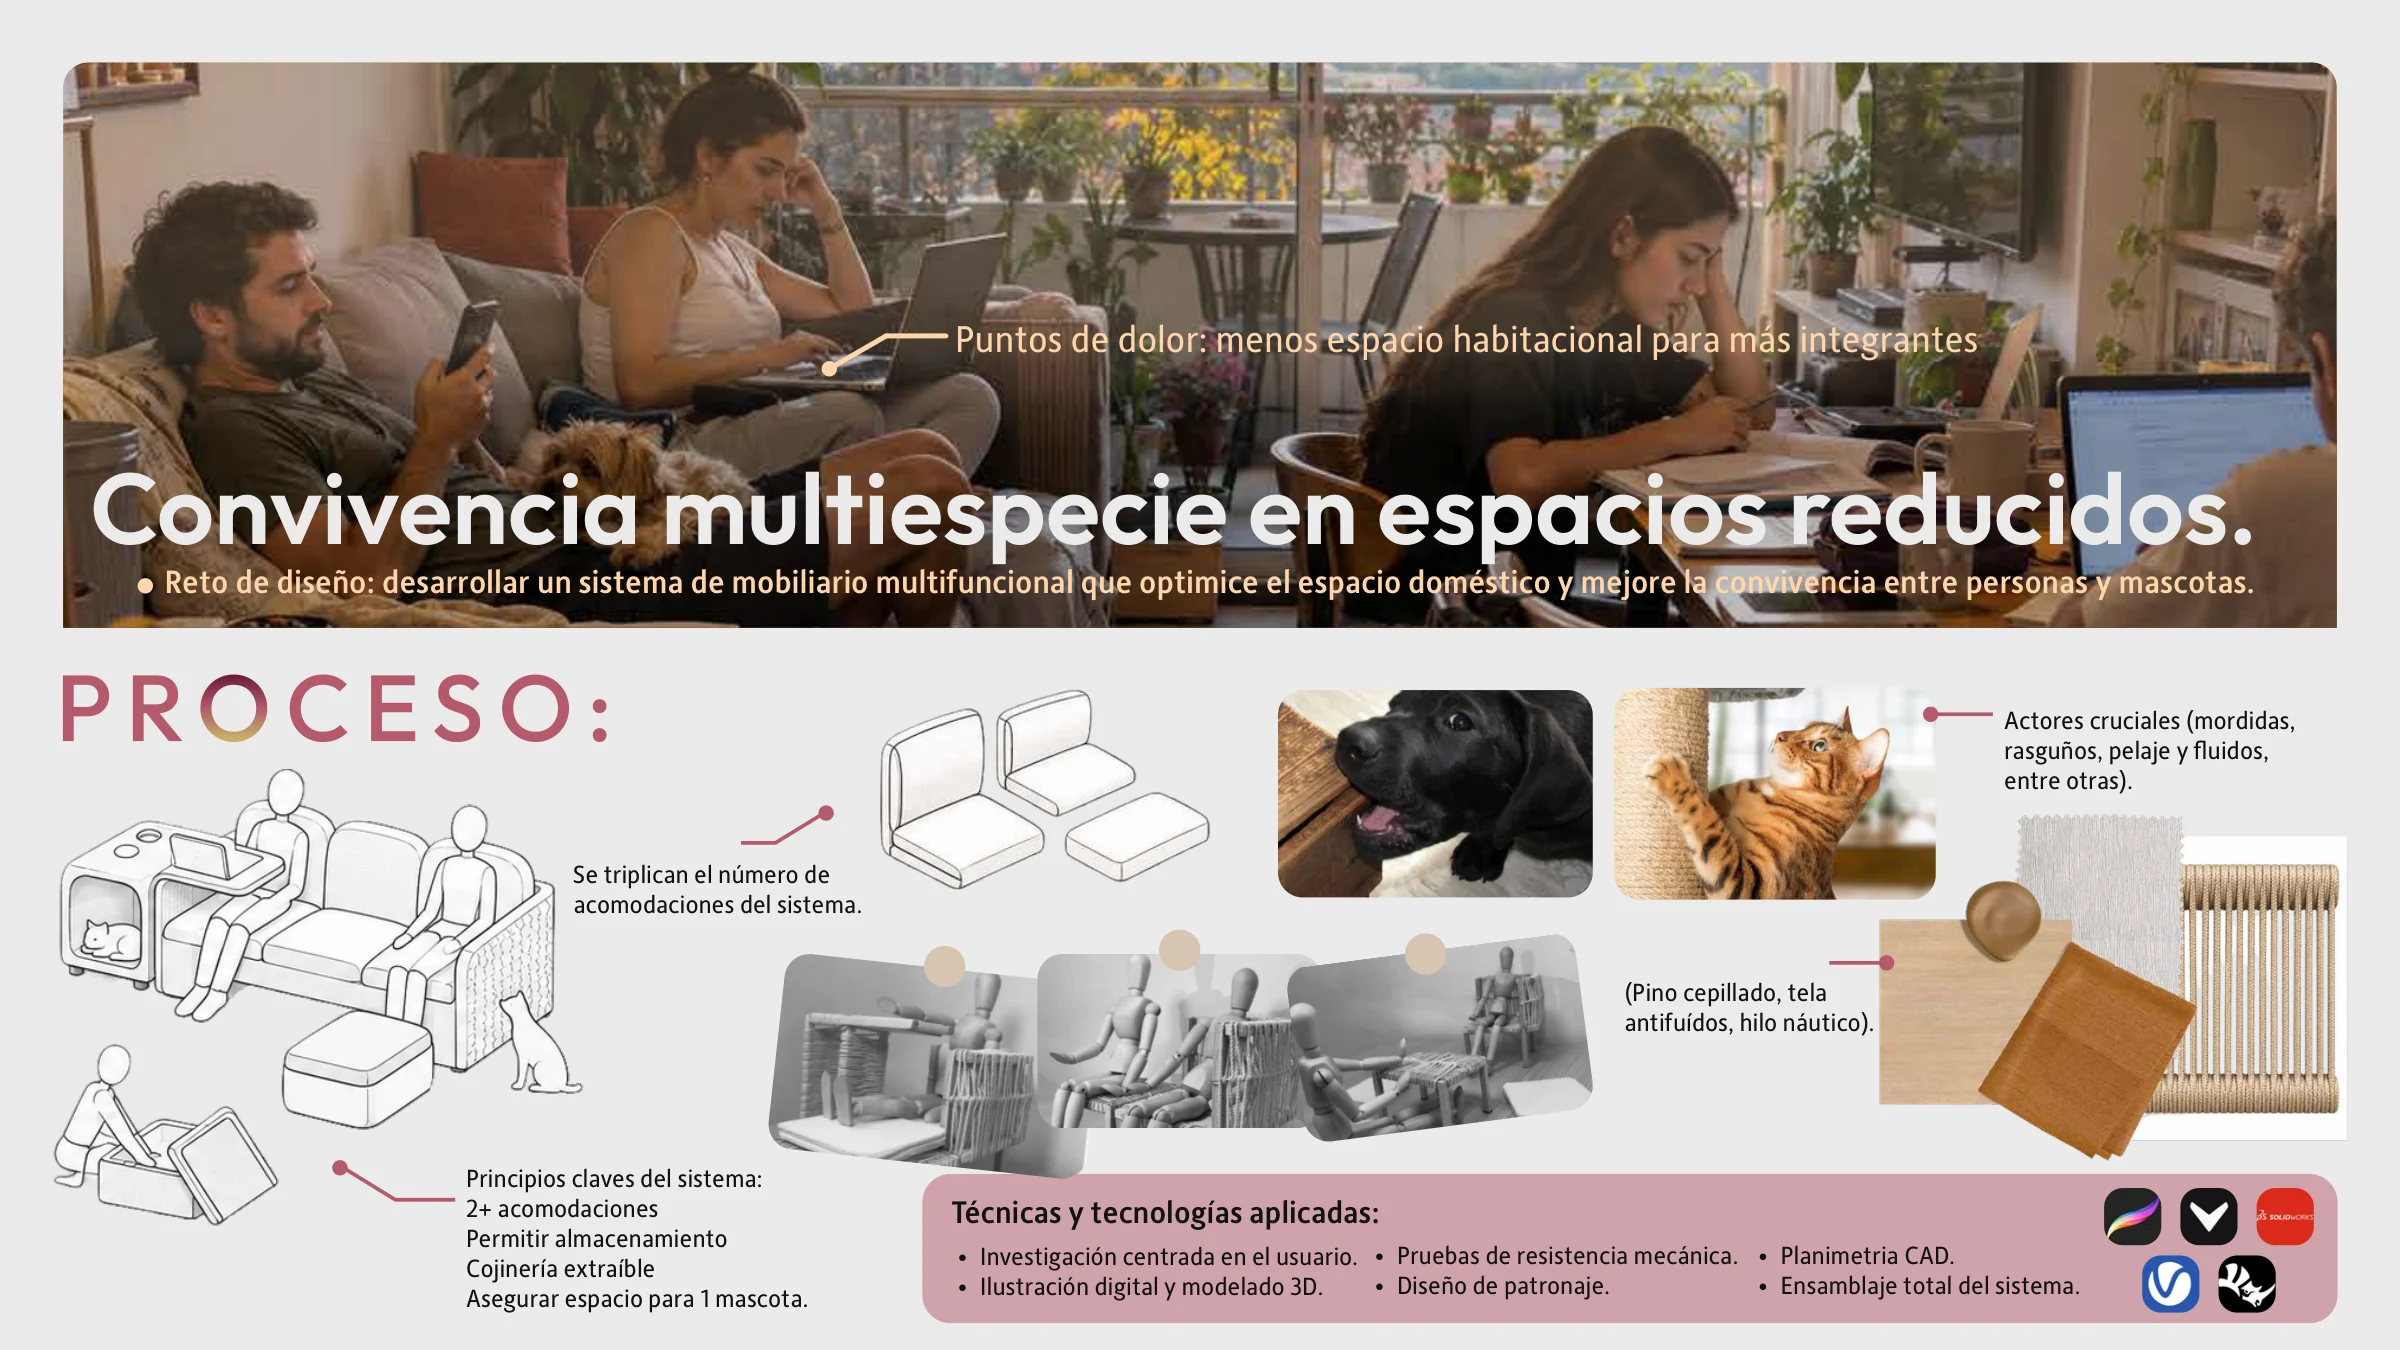 Puntos de dolor: menos espacio habitacional para más integrantes
Convivencia multiespecie en espacios reducidos.
Reto de diseño: desarrollar un sistema de mobiliario multifuncional que optimice el espacio doméstico y mejore la convivencia entre personas y mascotas.
PROCESO:
Se triplican el número de
acomodaciones del sistema.
Actores cruciales (mordidas,
rasguños, pelaje y fluidos,
entre otras).
(Pino cepillado, tela
antifuídos, hilo náutico).
Principios claves del sistema:
2+ acomodaciones
Permitir almacenamiento
Cojinería extraíble
Asegurar espacio para 1 mascota.
Técnicas y tecnologías aplicadas:
• Investigación centrada en el usuario.
• Ilustración digital y modelado 3D.
• Pruebas de resistencia mecánica.
• Diseño de patronaje.
• Planimetria CAD.
• Ensamblaje total del sistema.
SOLIDWORKS